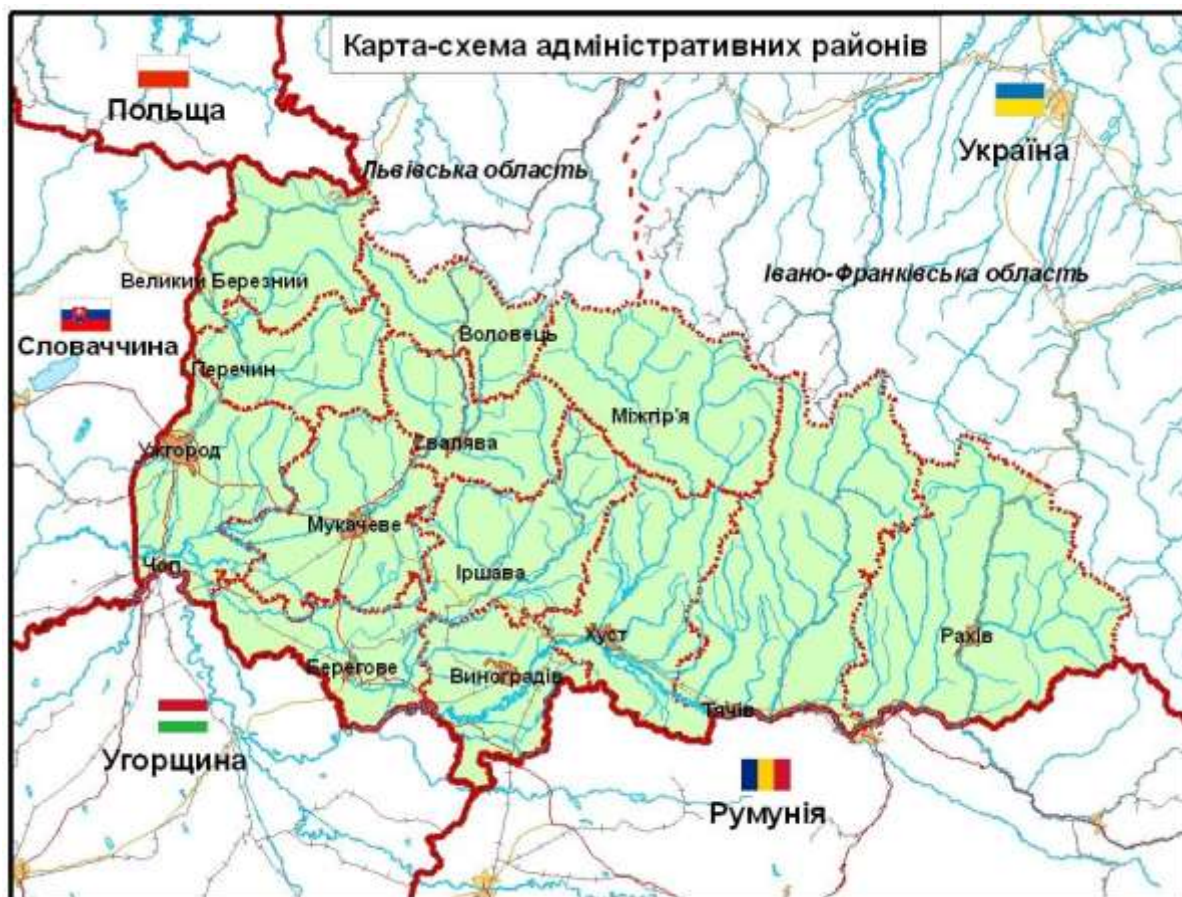 Карта-схема адміністративних районів
Польща
Україна
Львівська область
Івано-Франківська область
Великий Березний
Словаччина
Воловець
Перечин
Міжгір'я
Ужгород
Свалява
Мукачеве
Чоп
Іршава
Хуст
Рахів
Берегове
Виноградів
Тячів
Угорщина
Румунія